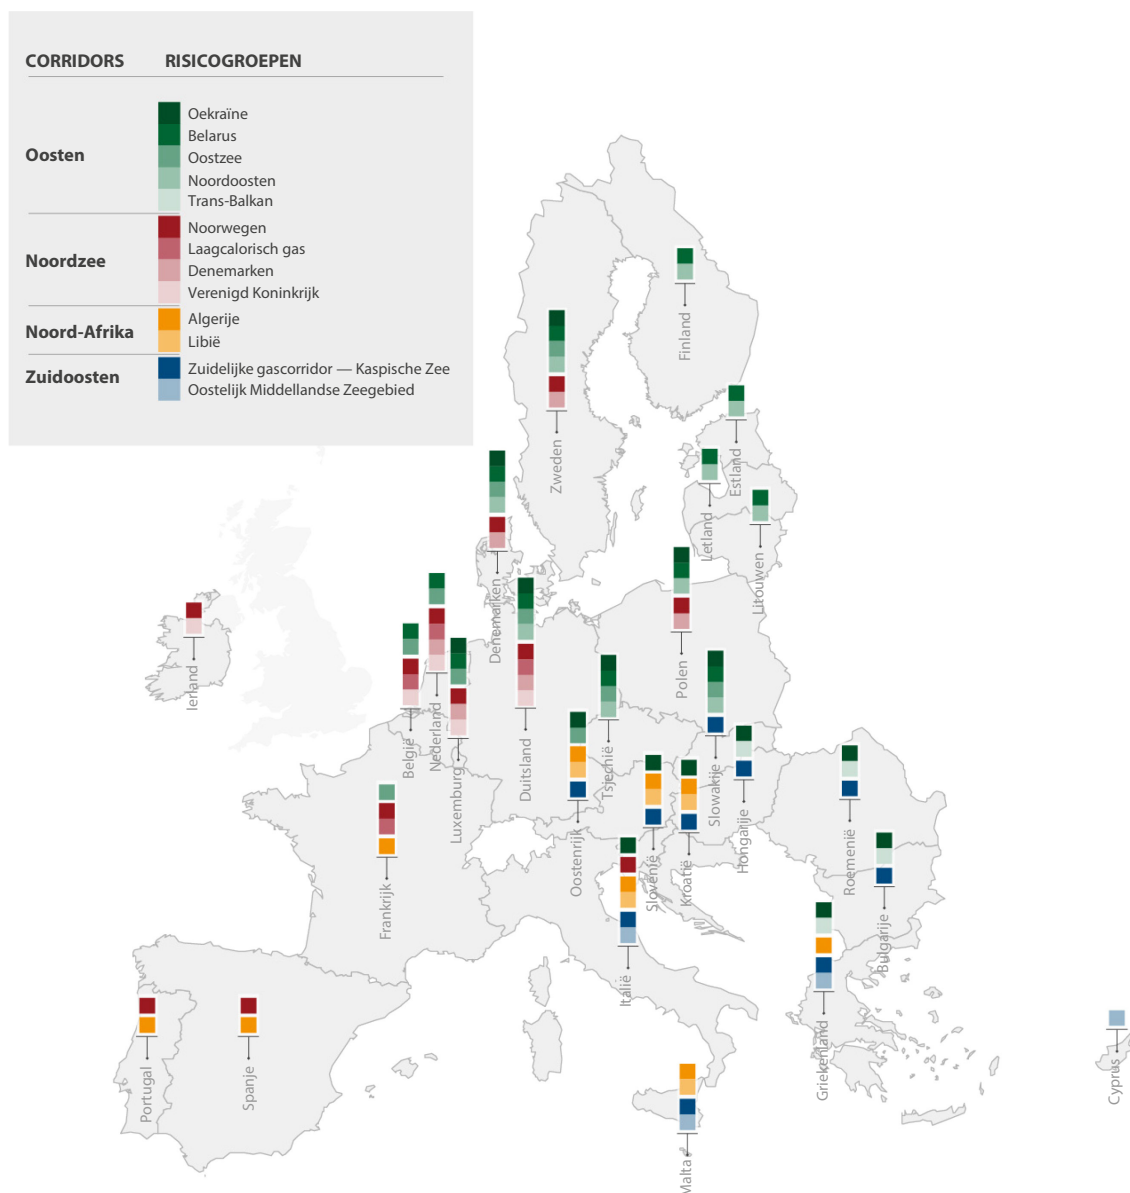 CORRIDORS RISICOGROEPEN
Oosten
Oekraïne
Belarus
Oostzee
Noordoosten
Trans-Balkan
Noordzee
Noorwegen
Laagcalorisch gas
Denemarken
Verenigd Koninkrijk
Noord-Afrika
Algerije
Libië
Zuidoosten
Zuidelijke gascorridor — Kaspische Zee
Oostelijk Middellandse Zeegebied
Finland
Zweden
Estland
Letland
Litouwen
Denemarken
Polen
Ierland
België
Nederland
Luxemburg
Duitsland
Tsjechië
Slowakije
Hongarije
Oostenrijk
Slovenië
Kroatië
Roemenië
Bulgarije
Frankrijk
Italië
Griekenland
Portugal
Spanje
Malta
Cyprus